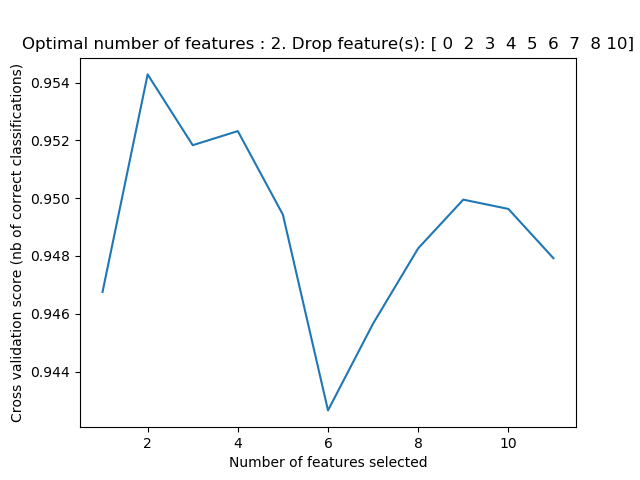 Optimal number of features : 2. Drop feature(s): [ 0  2  3  4  5  6  7  8 10]
Cross validation score (nb of correct classifications)
0.954
0.952
0.950
0.948
0.946
0.944
2 4 6 8 10
Number of features selected